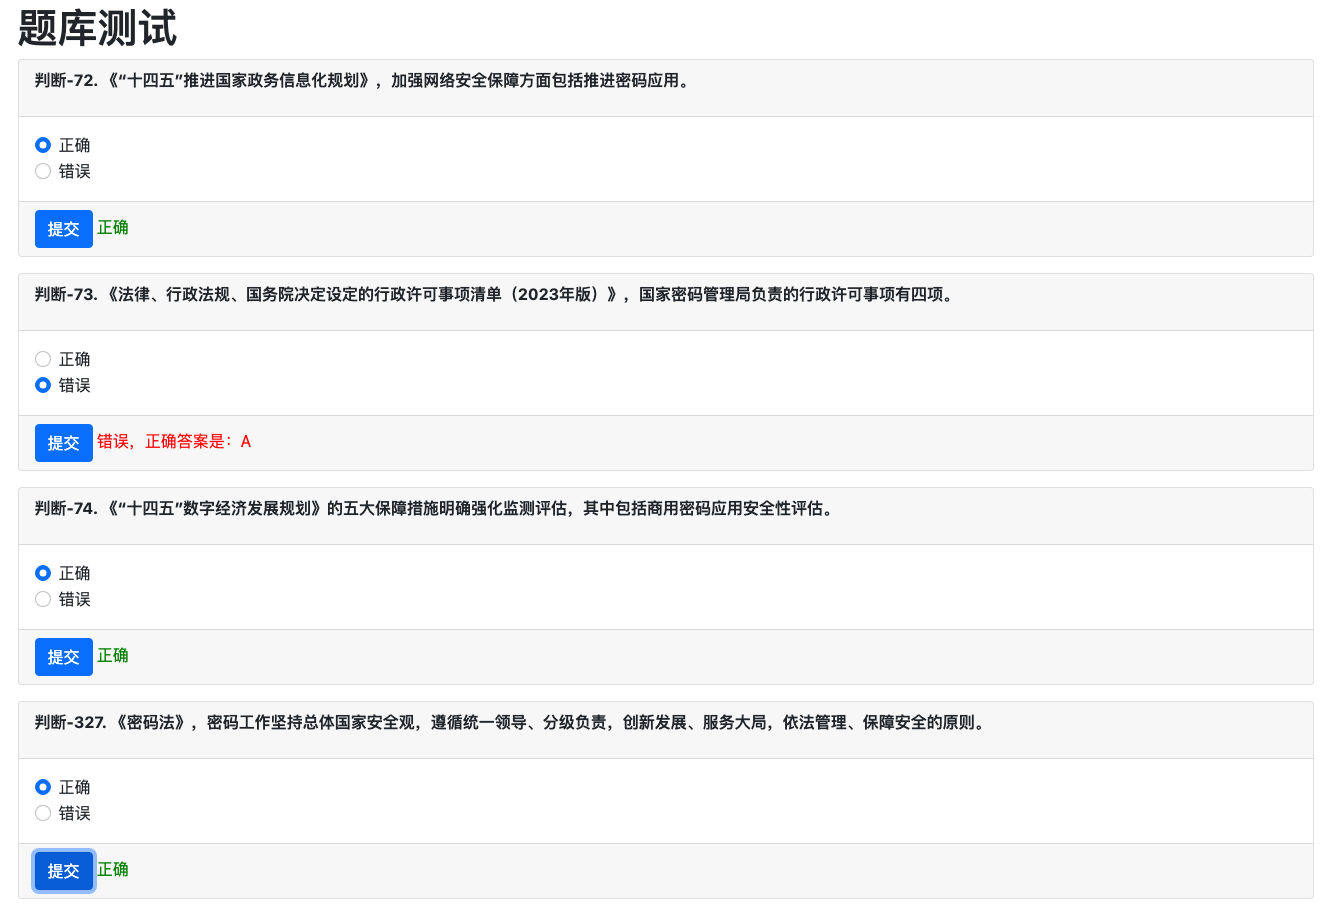 题库测试
判断-72. 《“十四五”推进国家政务信息化规划》，加强网络安全保障方面包括推进密码应用。
正确
错误
提交 正确
判断-73. 《法律、行政法规、国务院决定设定的行政许可事项清单（2023年版）》，国家密码管理局负责的行政许可事项有四项。
正确
错误
提交 错误，正确答案是：A
判断-74. 《“十四五”数字经济发展规划》的五大保障措施明确强化监测评估，其中包括商用密码应用安全性评估。
正确
错误
提交 正确
判断-327. 《密码法》，密码工作坚持总体国家安全观，遵循统一领导、分级负责，创新发展、服务大局，依法管理、保障安全的原则。
正确
错误
提交 正确